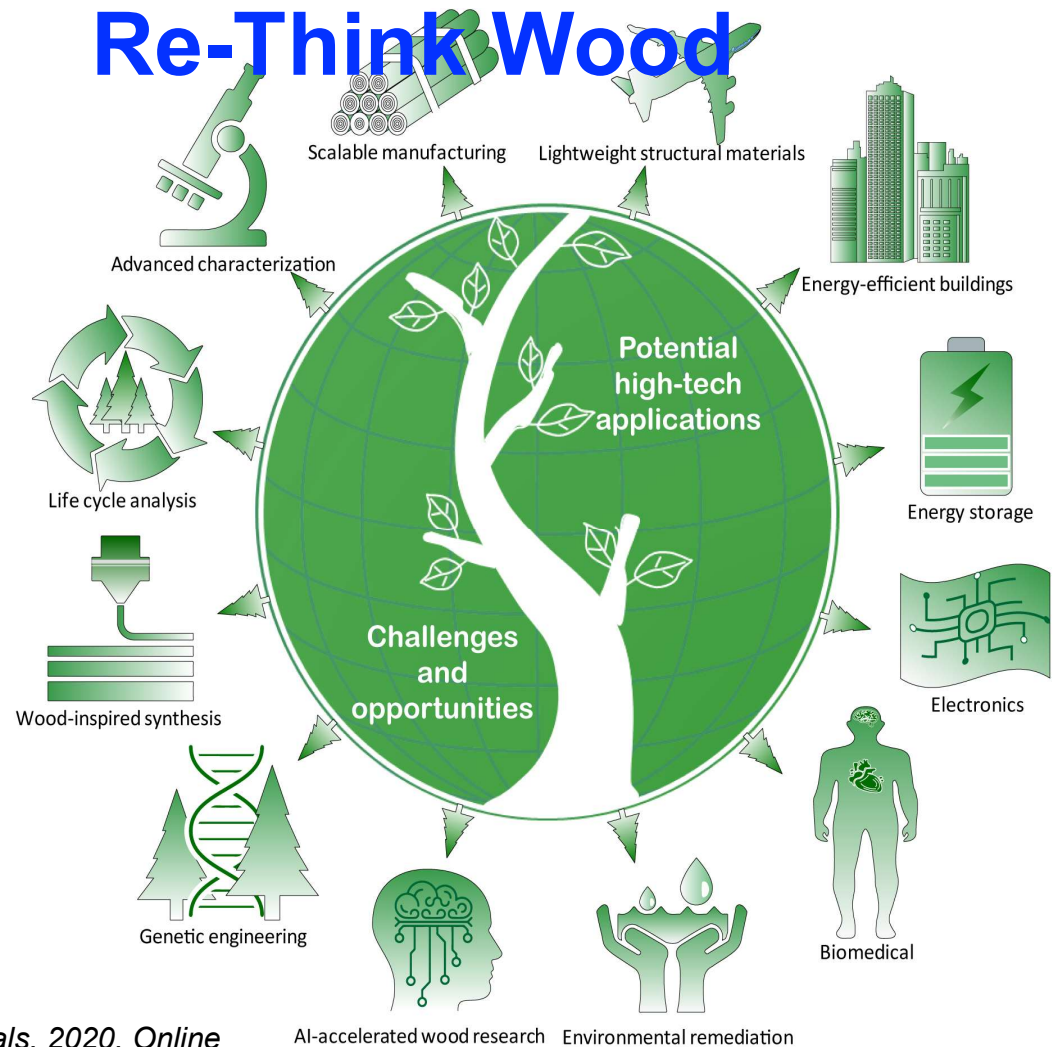 Re-Think Wood
Scalable manufacturing
Lightweight structural materials
Advanced characterization
Energy-efficient buildings
Potential
high-tech
applications
Life cycle analysis
Energy storage
Challenges
and
opportunities
Wood-inspired synthesis
Electronics
Genetic engineering
Biomedical
AI-accelerated wood research
Environmental remediation
als, 2020, Online